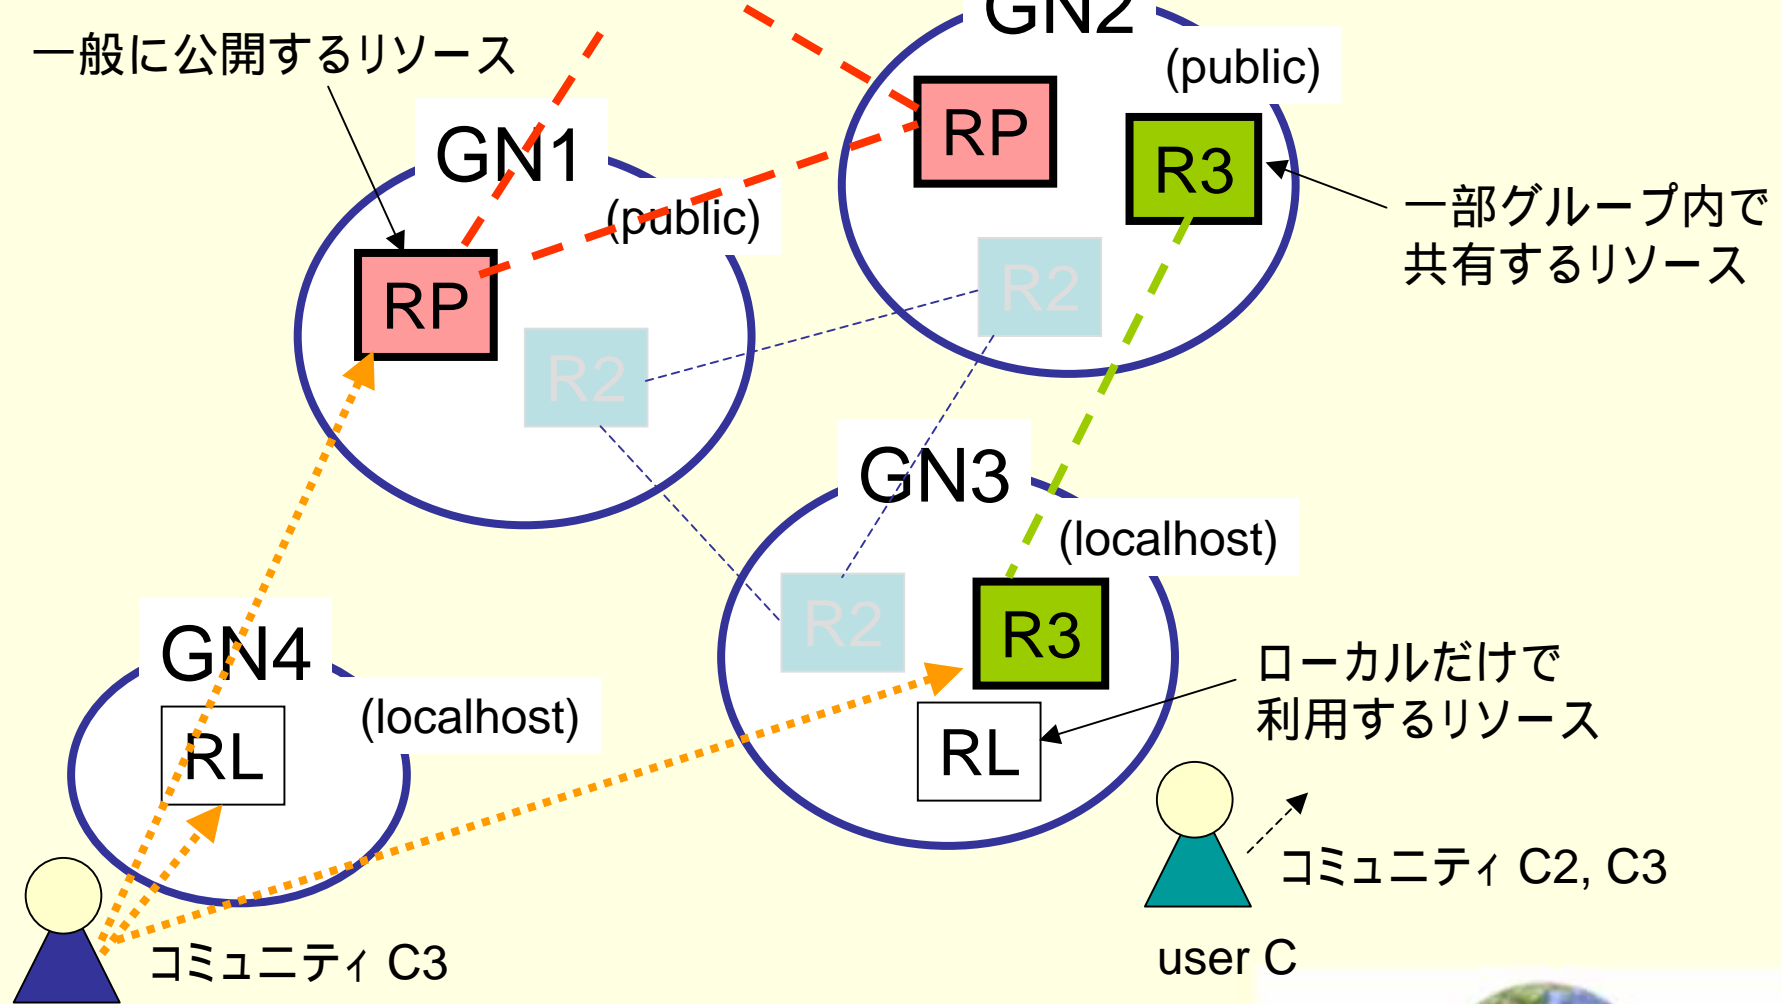 GN2
一般に公開するリソース
(public)
RP
R3
GN1
(public)
一部グループ内で
共有するリソース
RP
R2
R2
GN3
(localhost)
R2
R3
GN4
(localhost)
RL
RL
ローカルだけで
利用するリソース
コミュニティ C2, C3
user C
コミュニティ C3